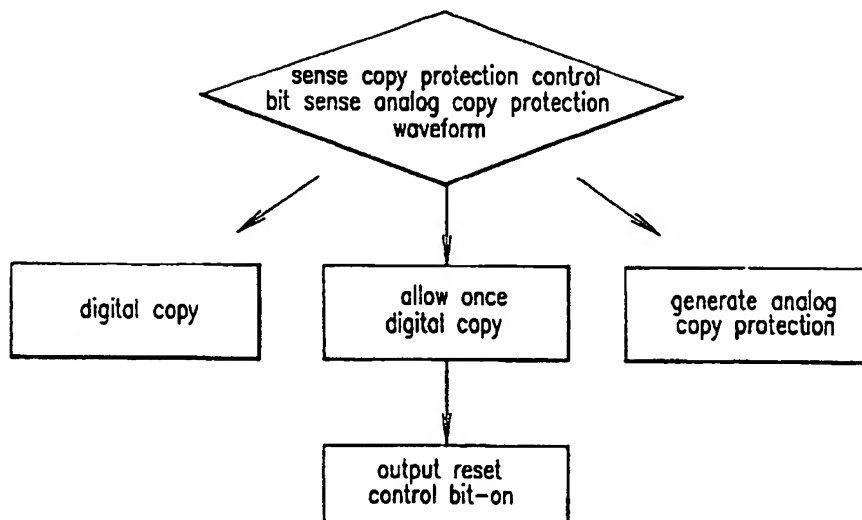 sense copy protection control
bit sense analog copy protection
waveform
digital copy
allow once
digital copy
generate analog
copy protection
output reset
control bit-on